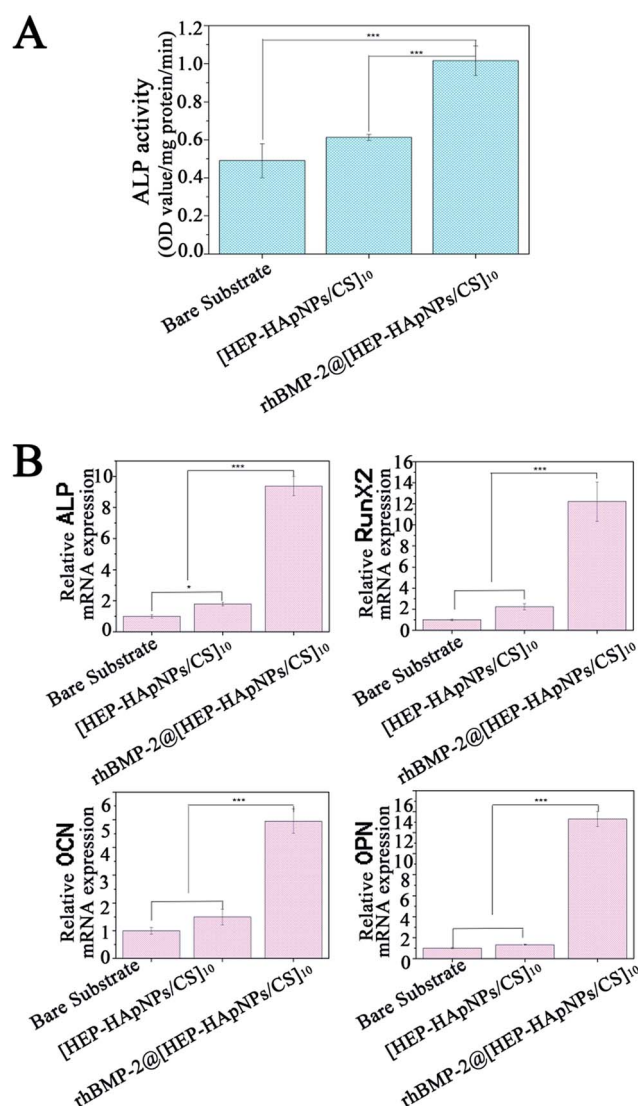 A
ALP activity
(OD value/mg protein/min)
1.2
1.0
0.8
0.6
0.4
0.2
0.0
***
***
Bare Substrate
[HEP-HApNPs/CS]10
rhBMP-2@[HEP-HApNPs/CS]10
B
Relative ALP
mRNA expression
10
8
6
4
2
0
***
*
Bare Substrate
[HEP-HApNPs/CS]10
rhBMP-2@[HEP-HApNPs/CS]10
Relative RunX2
mRNA expression
16
14
12
10
8
6
4
2
0
***
Bare Substrate
[HEP-HApNPs/CS]10
rhBMP-2@[HEP-HApNPs/CS]10
Relative OCN
mRNA expression
6
5
4
3
2
1
0
***
Bare Substrate
[HEP-HApNPs/CS]10
rhBMP-2@[HEP-HApNPs/CS]10
Relative OPN
mRNA expression
16
14
12
10
8
6
4
2
0
***
Bare Substrate
[HEP-HApNPs/CS]10
rhBMP-2@[HEP-HApNPs/CS]10